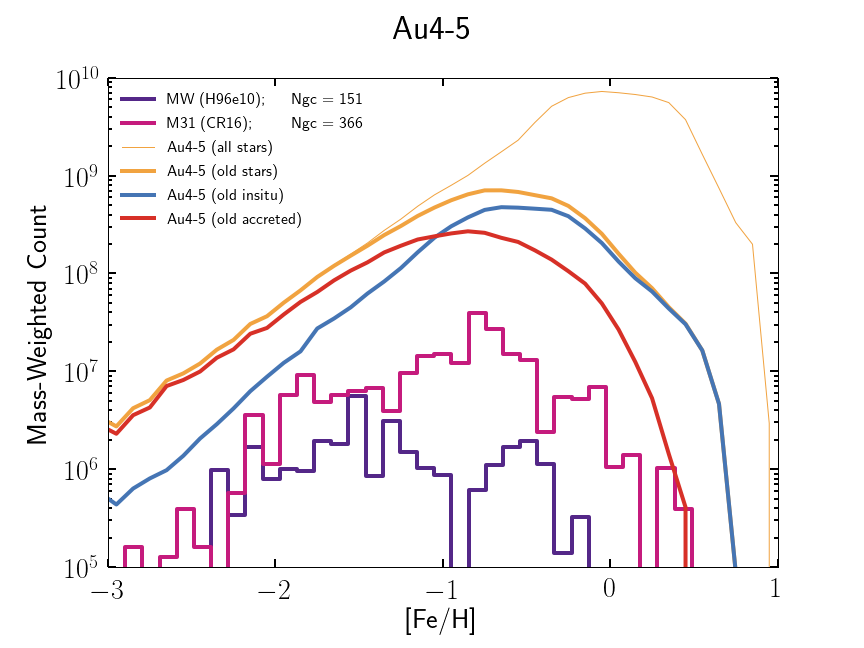 Au4-5
Mass-Weighted Count
10^10
10^9
10^8
10^7
10^6
10^5
MW (H96e10); Ngc = 151
M31 (CR16); Ngc = 366
Au4-5 (all stars)
Au4-5 (old stars)
Au4-5 (old insitu)
Au4-5 (old accreted)
−3 −2 −1 0 1
[Fe/H]